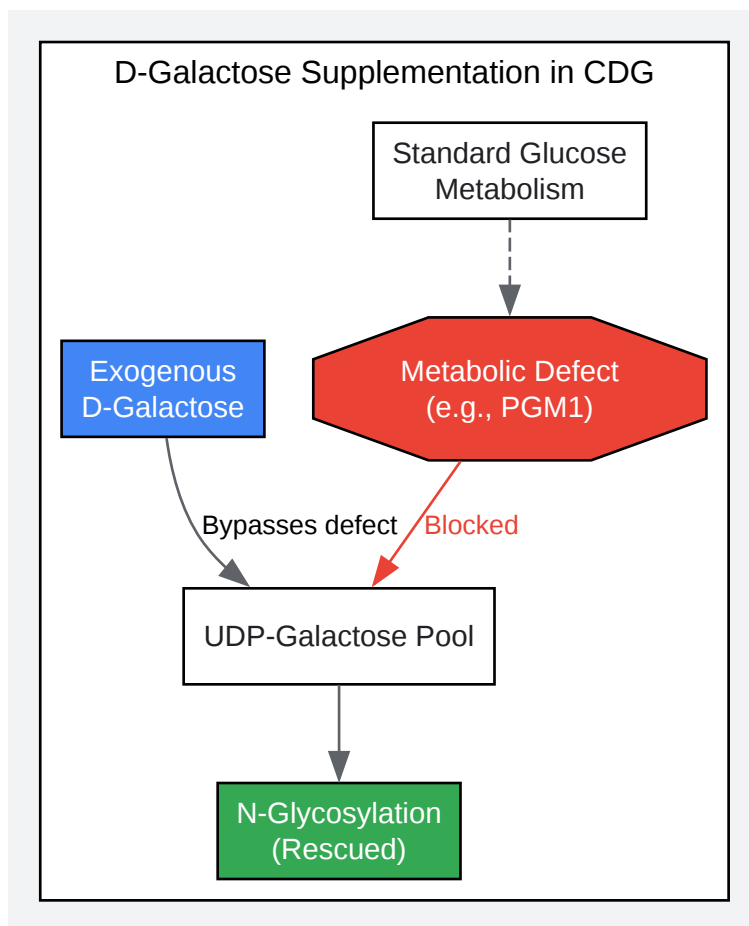 D-Galactose Supplementation in CDG
Standard Glucose
Metabolism
Exogenous
D-Galactose
Metabolic Defect
(e.g., PGM1)
Bypasses defect
Blocked
UDP-Galactose Pool
N-Glycosylation
(Rescued)